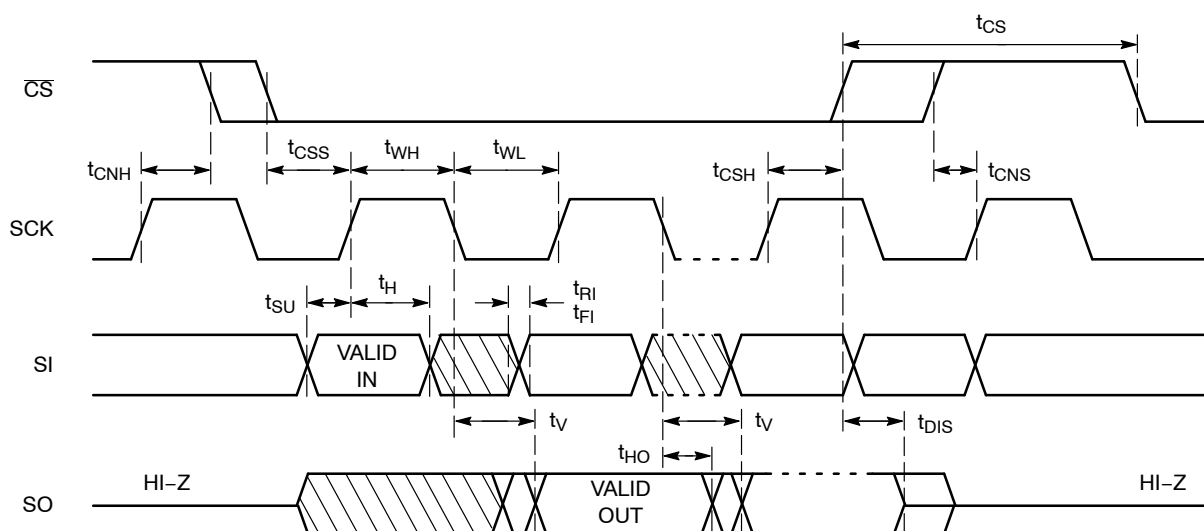 tCS
CS
tCNH
tCSS
tWH
tWL
tCSH
tCNS
SCK
tSU
tH
tRI
tFI
SI
VALID
IN
tV
tV
tDIS
tHO
HI−Z
VALID
OUT
HI−Z
SO